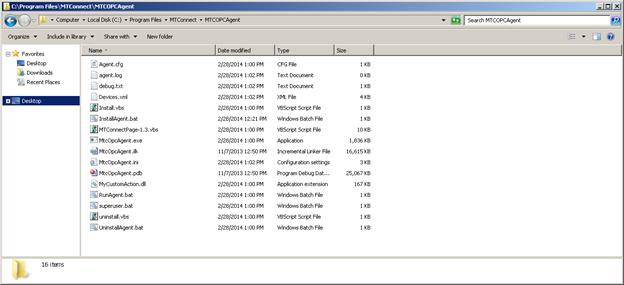 C:\Program Files\MTConnect\MTCOPCAgent
Computer Local Disk (C:) Program Files MTConnect MTCOPCAgent Search MTCOPCAgent
Organize Include in library Share with New folder
Favorites
Desktop
Downloads
Recent Places
Desktop
Name Date modified Type Size
Agent.cfg 2/28/2014 1:00 PM CFG File 1 KB
agent.log 2/28/2014 1:02 PM Text Document 0 KB
debug.txt 2/28/2014 1:02 PM Text Document 1 KB
Devices.xml 2/28/2014 1:02 PM XML File 4 KB
Install.vbs 2/28/2014 1:00 PM VBScript Script File 1 KB
InstallAgent.bat 2/28/2014 12:21 PM Windows Batch File 1 KB
MTConnectPage-1.3.vbs 2/28/2014 1:00 PM VBScript Script File 10 KB
MtcOpcAgent.exe 2/28/2014 1:00 PM Application 1,836 KB
MtcOpcAgent.ilk 11/7/2013 12:50 PM Incremental Linker File 16,615 KB
MtcOpcAgent.ini 2/28/2014 1:02 PM Configuration settings 3 KB
MtcOpcAgent.pdb 11/7/2013 12:50 PM Program Debug Dat... 25,067 KB
MyCustomAction.dll 2/28/2014 1:00 PM Application extension 167 KB
RunAgent.bat 2/28/2014 1:00 PM Windows Batch File 1 KB
superuser.bat 2/28/2014 1:00 PM Windows Batch File 1 KB
uninstall.vbs 2/28/2014 1:00 PM VBScript Script File 1 KB
UninstallAgent.bat 2/28/2014 1:00 PM Windows Batch File 1 KB
16 items